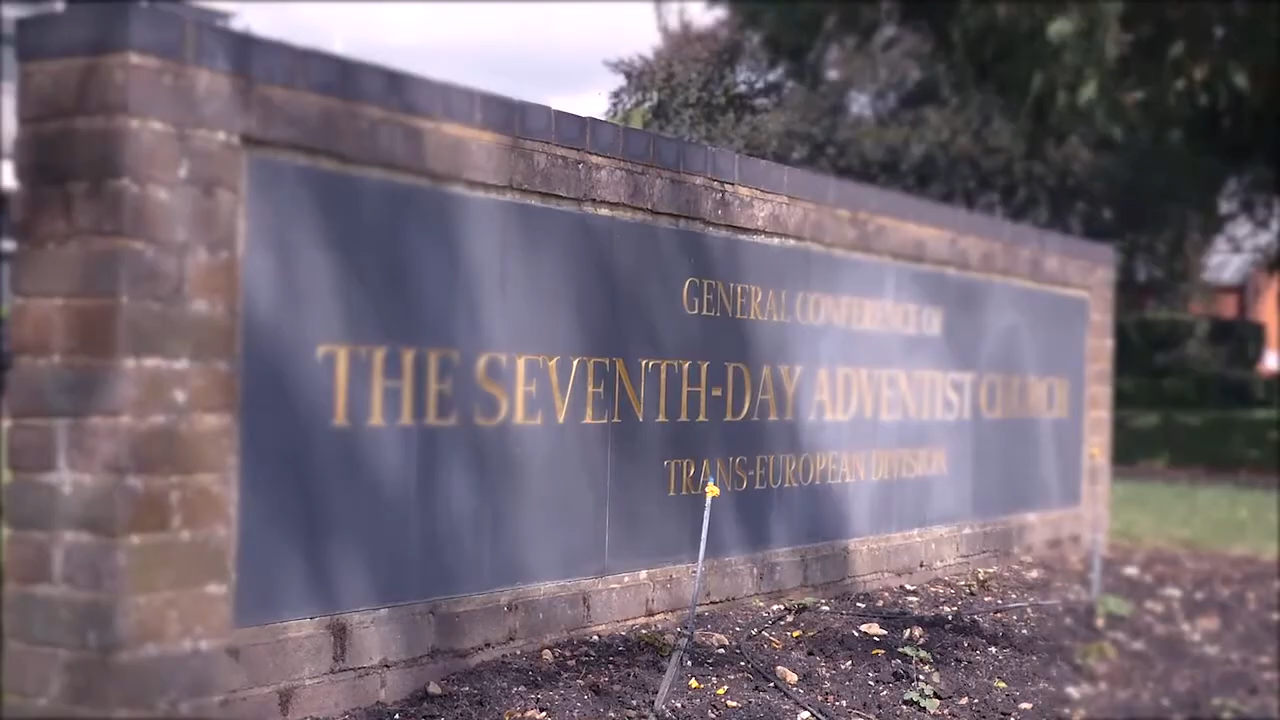 GENERAL CONFERENCE OF
THE SEVENTH-DAY ADVENTIST CHURCH
TRANS-EUROPEAN DIVISION